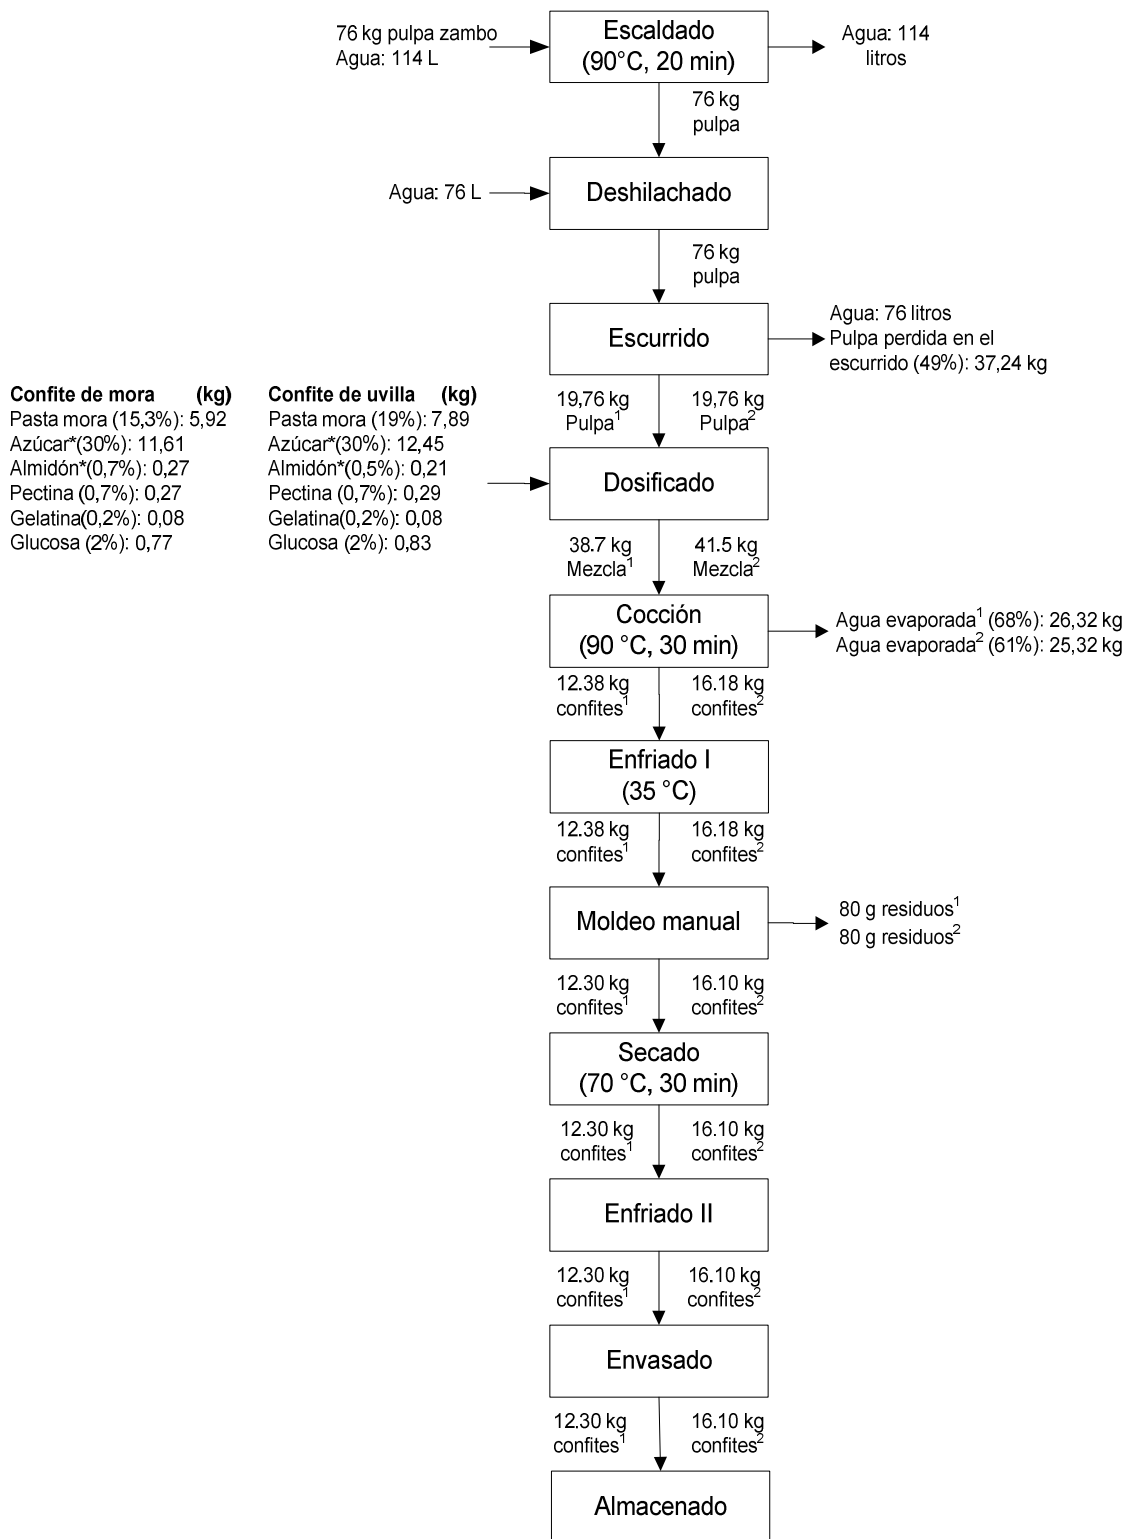 76 kg pulpa zambo
Agua: 114 L
Escaldado
(90°C, 20 min)
Agua: 114
litros
76 kg
pulpa
Agua: 76 L
Deshilachado
76 kg
pulpa
Escurrido
Agua: 76 litros
Pulpa perdida en el
escurrido (49%): 37,24 kg
19,76 kg
Pulpa¹
19,76 kg
Pulpa²
Confite de mora (kg)
Pasta mora (15,3%): 5,92
Azúcar*(30%): 11,61
Almidón*(0,7%): 0,27
Pectina (0,7%): 0,27
Gelatina(0,2%): 0,08
Glucosa (2%): 0,77
Confite de uvilla (kg)
Pasta mora (19%): 7,89
Azúcar*(30%): 12,45
Almidón*(0,5%): 0,21
Pectina (0,7%): 0,29
Gelatina(0,2%): 0,08
Glucosa (2%): 0,83
Dosificado
38.7 kg
Mezcla¹
41.5 kg
Mezcla²
Cocción
(90 °C, 30 min)
Agua evaporada¹ (68%): 26,32 kg
Agua evaporada² (61%): 25,32 kg
12.38 kg
confites¹
16.18 kg
confites²
Enfriado I
(35 °C)
12.38 kg
confites¹
16.18 kg
confites²
Moldeo manual
80 g residuos¹
80 g residuos²
12.30 kg
confites¹
16.10 kg
confites²
Secado
(70 °C, 30 min)
12.30 kg
confites¹
16.10 kg
confites²
Enfriado II
12.30 kg
confites¹
16.10 kg
confites²
Envasado
12.30 kg
confites¹
16.10 kg
confites²
Almacenado